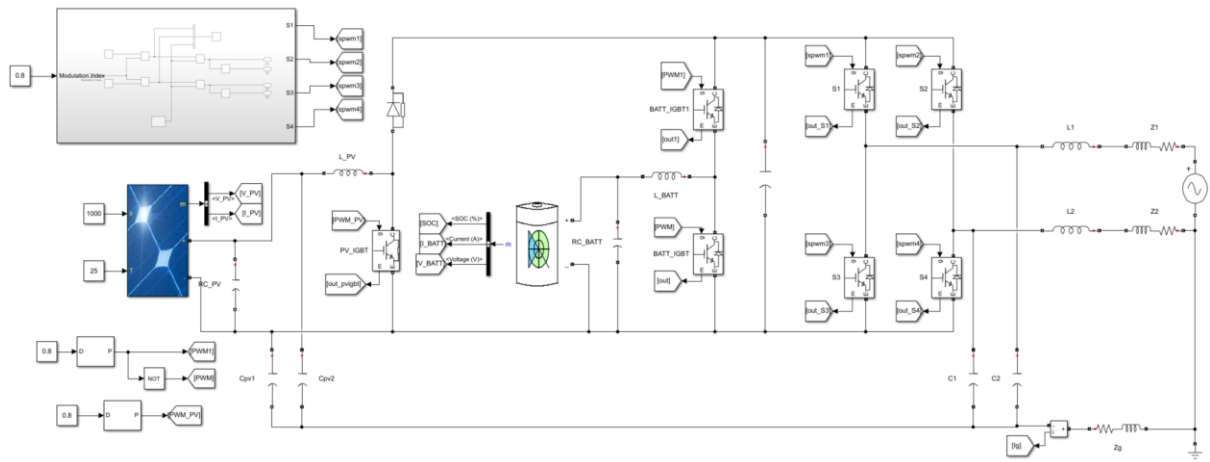 0.8
Modulation Index
S1
S2
S3
S4
[spwm1]
[spwm2]
[spwm3]
[spwm4]
1000
25
m
<V_PV>
<I_PV>
[V_PV]
[I_PV]
RC_PV
L_PV
[PWM_PV]
g
C
E
PV_IGBT
[out_pvigbt]
[SOC]
[I_BATT]
[V_BATT]
<SOC (%)>
<Current (A)>
<Voltage (V)>
m
+
_
RC_BATT
L_BATT
[PWM1]
g
C
E
BATT_IGBT1
[out1]
[PWM]
g
C
E
BATT_IGBT
[out]
[spwm1]
g
C
E
S1
[out_S1]
[spwm2]
g
C
E
S2
[out_S2]
[spwm3]
g
C
E
S3
[out_S3]
[spwm4]
g
C
E
S4
[out_S4]
L1
Z1
L2
Z2
+
0.8
D
P
[PWM1]
NOT
[PWM]
0.8
D
P
[PWM_PV]
Cpv1
Cpv2
C1
C2
[Ig]
Zg